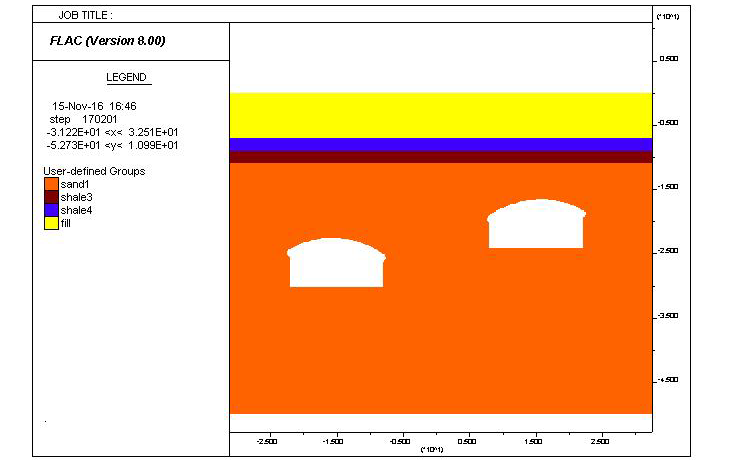 JOB TITLE :
(*10^1)
FLAC (Version 8.00)
LEGEND
15-Nov-16 16:46
step 170201
-3.122E+01 <x< 3.251E+01
-5.273E+01 <y< 1.099E+01
User-defined Groups
sand1
shale3
shale4
fill
0.500
-0.500
-1.500
-2.500
-3.500
-4.500
-2.500 -1.500 -0.500 0.500 1.500 2.500
(*10^1)